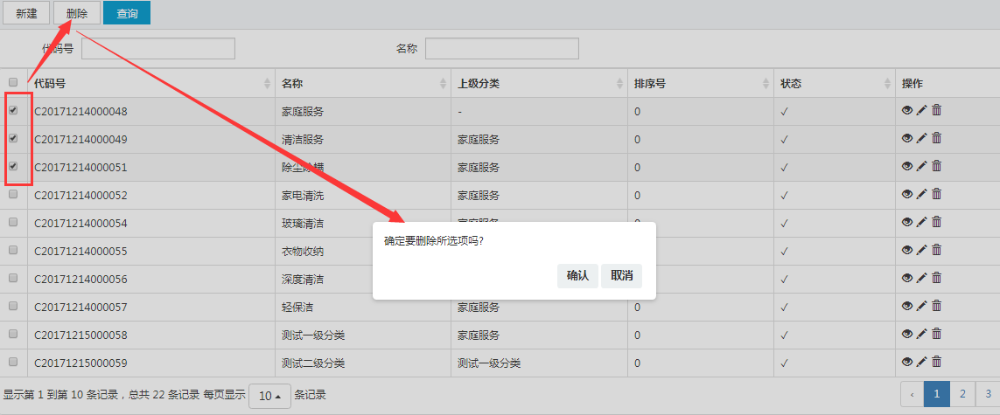 新建 删除 查询
代码号 名称
代码号 名称 上级分类 排序号 状态 操作
C20171214000048 家庭服务 - 0 ✓
C20171214000049 清洁服务 家庭服务 0 ✓
C20171214000051 除尘除螨 家庭服务 0 ✓
C20171214000052 家电清洗 家庭服务 0 ✓
C20171214000054 玻璃清洁 家庭服务 0 ✓
C20171214000055 衣物收纳 ✓
C20171214000056 深度清洁 ✓
C20171214000057 轻保洁 家庭服务 0 ✓
C20171215000058 测试一级分类 家庭服务 0 ✓
C20171215000059 测试二级分类 测试一级分类 0 ✓
确定要删除所选项吗?
确认 取消
显示第 1 到第 10 条记录，总共 22 条记录 每页显示 10 条记录
‹ 1 2 3